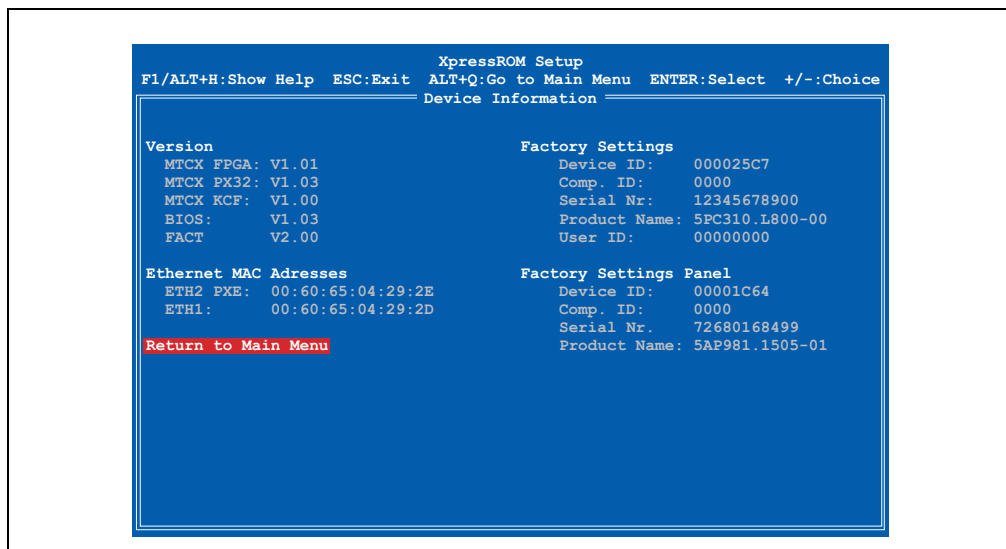 XpressROM Setup
F1/ALT+H:Show Help ESC:Exit ALT+Q:Go to Main Menu ENTER:Select +/-:Choice
Device Information
Version
MTCX FPGA: V1.01
MTCX PX32: V1.03
MTCX KCF: V1.00
BIOS: V1.03
FACT V2.00
Ethernet MAC Adresses
ETH2 PXE: 00:60:65:04:29:2E
ETH1: 00:60:65:04:29:2D
Return to Main Menu
Factory Settings
Device ID: 000025C7
Comp. ID: 0000
Serial Nr: 12345678900
Product Name: 5PC310.L800-00
User ID: 00000000
Factory Settings Panel
Device ID: 00001C64
Comp. ID: 0000
Serial Nr. 72680168499
Product Name: 5AP981.1505-01